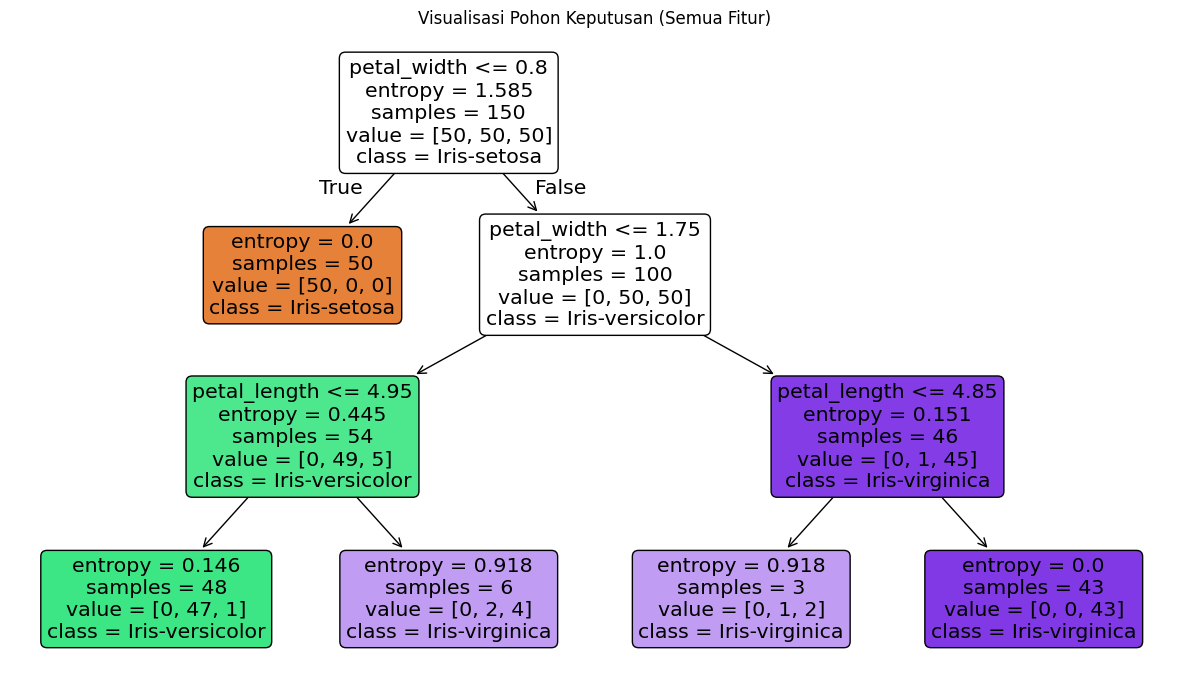 Visualisasi Pohon Keputusan (Semua Fitur)
petal_width <= 0.8
entropy = 1.585
samples = 150
value = [50, 50, 50]
class = Iris-setosa
True
False
entropy = 0.0
samples = 50
value = [50, 0, 0]
class = Iris-setosa
petal_width <= 1.75
entropy = 1.0
samples = 100
value = [0, 50, 50]
class = Iris-versicolor
petal_length <= 4.95
entropy = 0.445
samples = 54
value = [0, 49, 5]
class = Iris-versicolor
petal_length <= 4.85
entropy = 0.151
samples = 46
value = [0, 1, 45]
class = Iris-virginica
entropy = 0.146
samples = 48
value = [0, 47, 1]
class = Iris-versicolor
entropy = 0.918
samples = 6
value = [0, 2, 4]
class = Iris-virginica
entropy = 0.918
samples = 3
value = [0, 1, 2]
class = Iris-virginica
entropy = 0.0
samples = 43
value = [0, 0, 43]
class = Iris-virginica